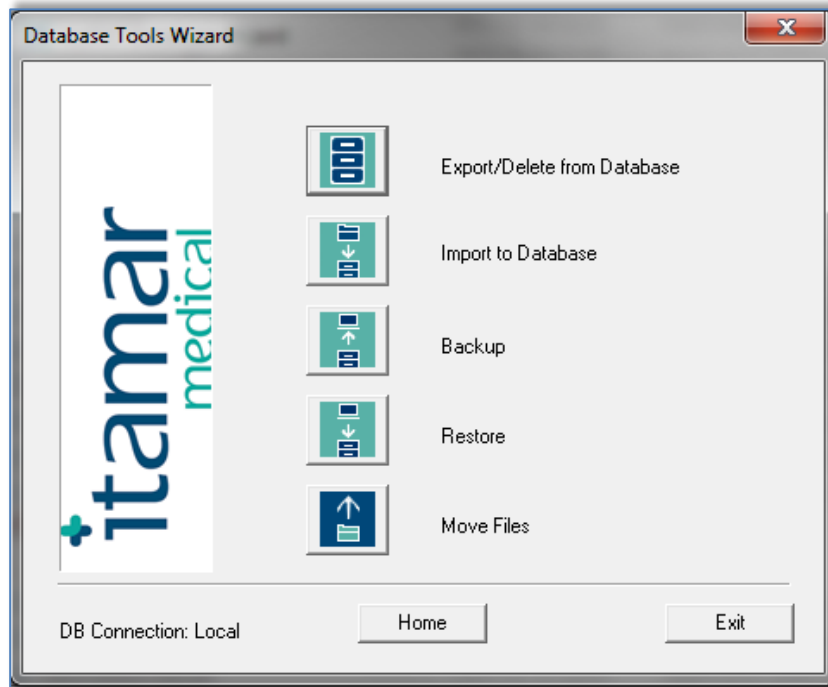 Database Tools Wizard
itamar
medical
Export/Delete from Database
Import to Database
Backup
Restore
Move Files
DB Connection: Local
Home
Exit